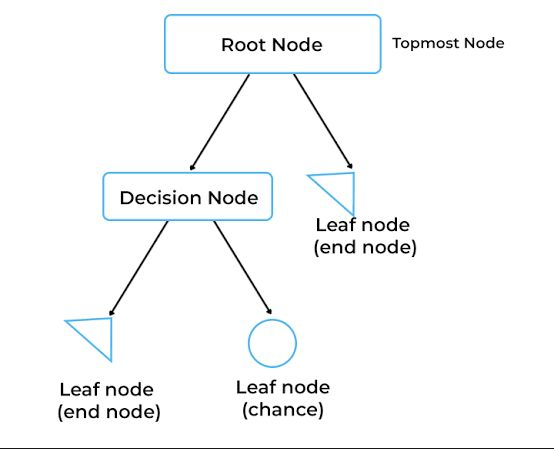 Root Node
Topmost Node
Decision Node
Leaf node
(end node)
Leaf node
(end node)
Leaf node
(chance)